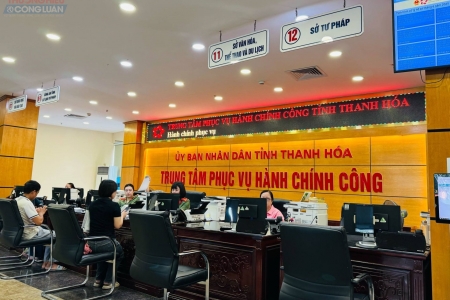 CONGLUAN
11
SỞ VĂN HÓA,
THỂ THAO VÀ DU LỊCH
12
SỞ TƯ PHÁP
TRUNG TÂM PHỤC VỤ HÀNH CHÍNH CÔNG TỈNH THANH HÓA
Hành chính phục vụ
ỦY BAN NHÂN DÂN TỈNH THANH HÓA
TRUNG TÂM PHỤC VỤ HÀNH CHÍNH CÔNG